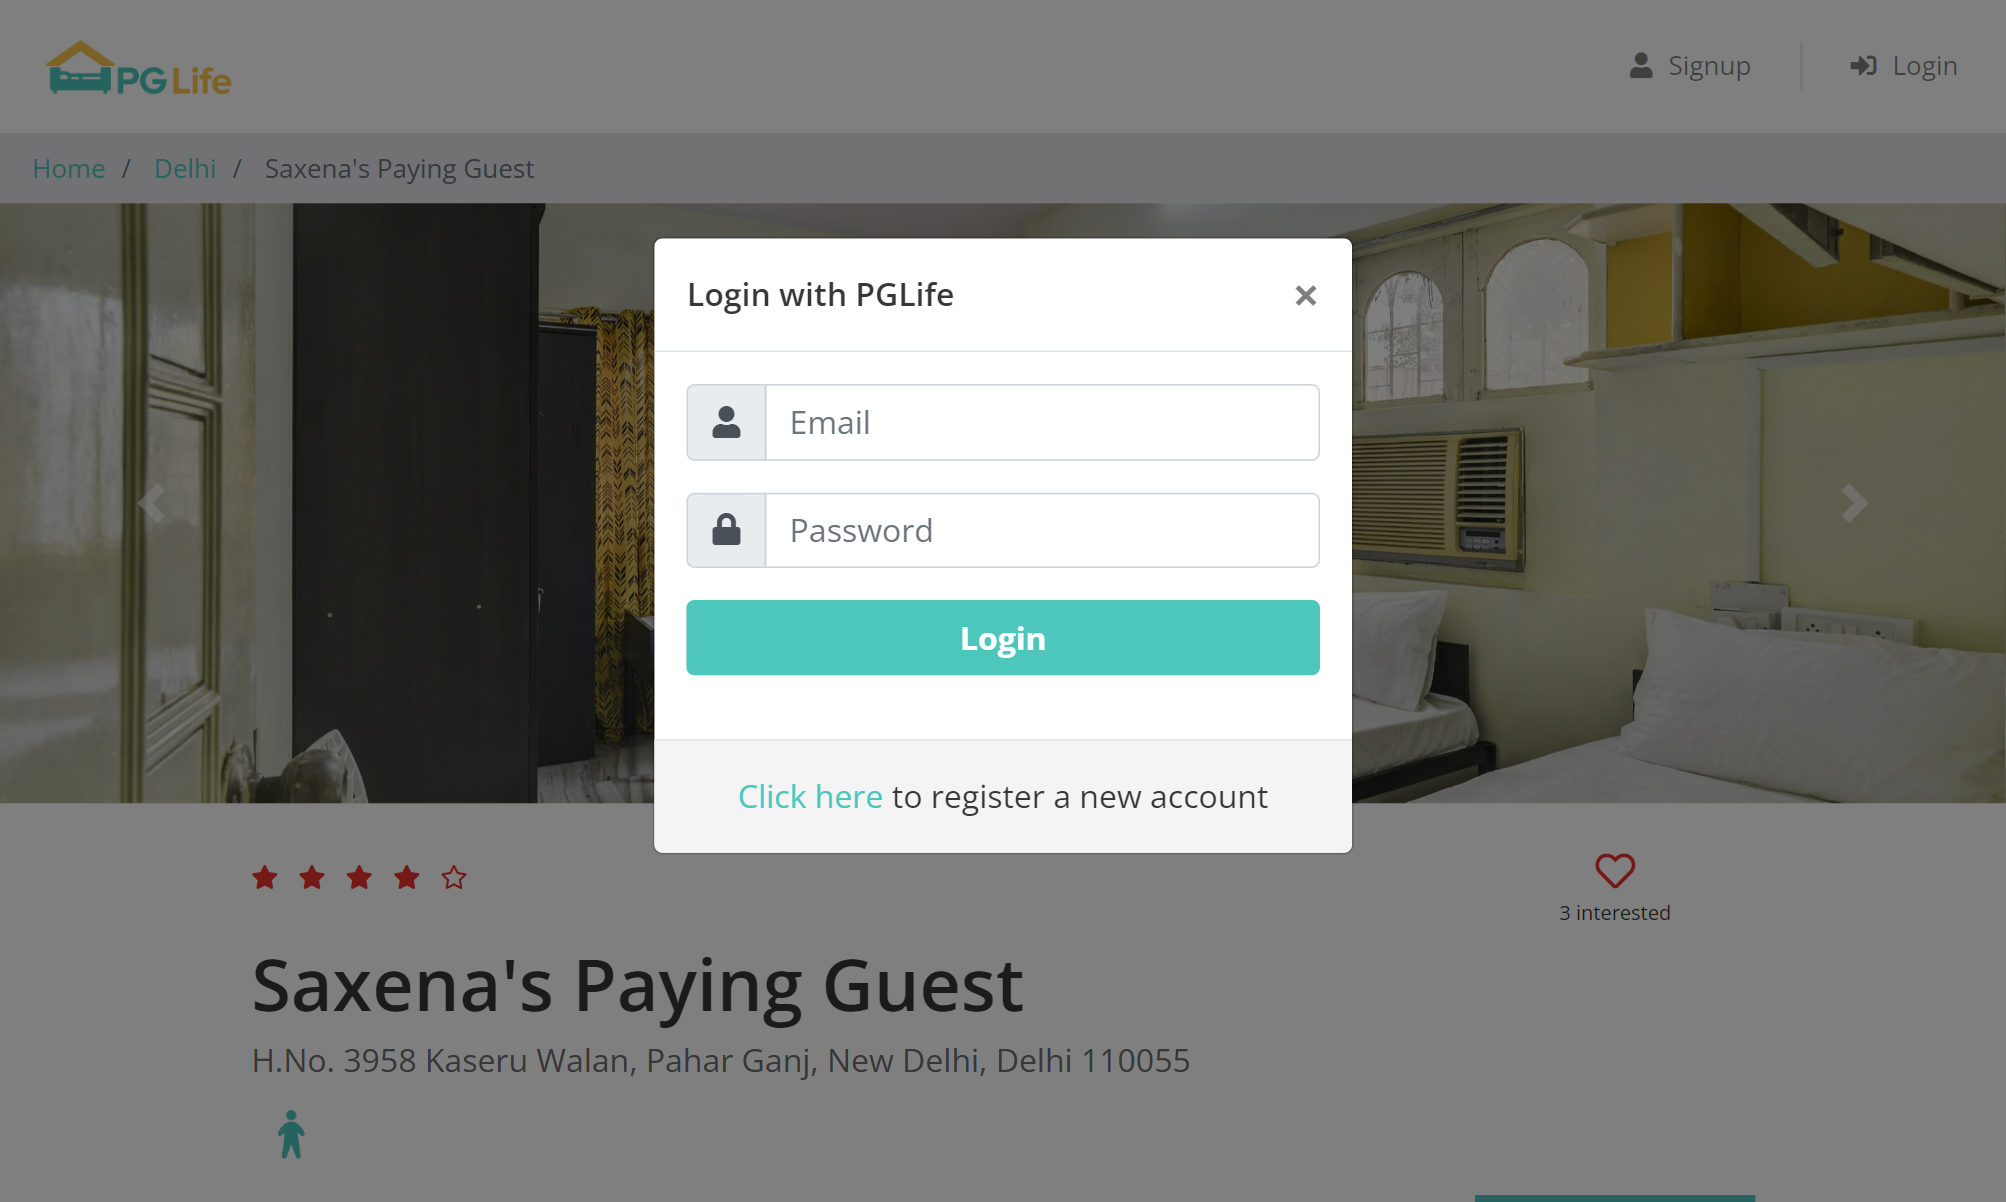 PG Life
Signup
Login
Home / Delhi / Saxena's Paying Guest
Login with PGLife
×
Email
Password
Login
Click here to register a new account
3 interested
Saxena's Paying Guest
H.No. 3958 Kaseru Walan, Pahar Ganj, New Delhi, Delhi 110055